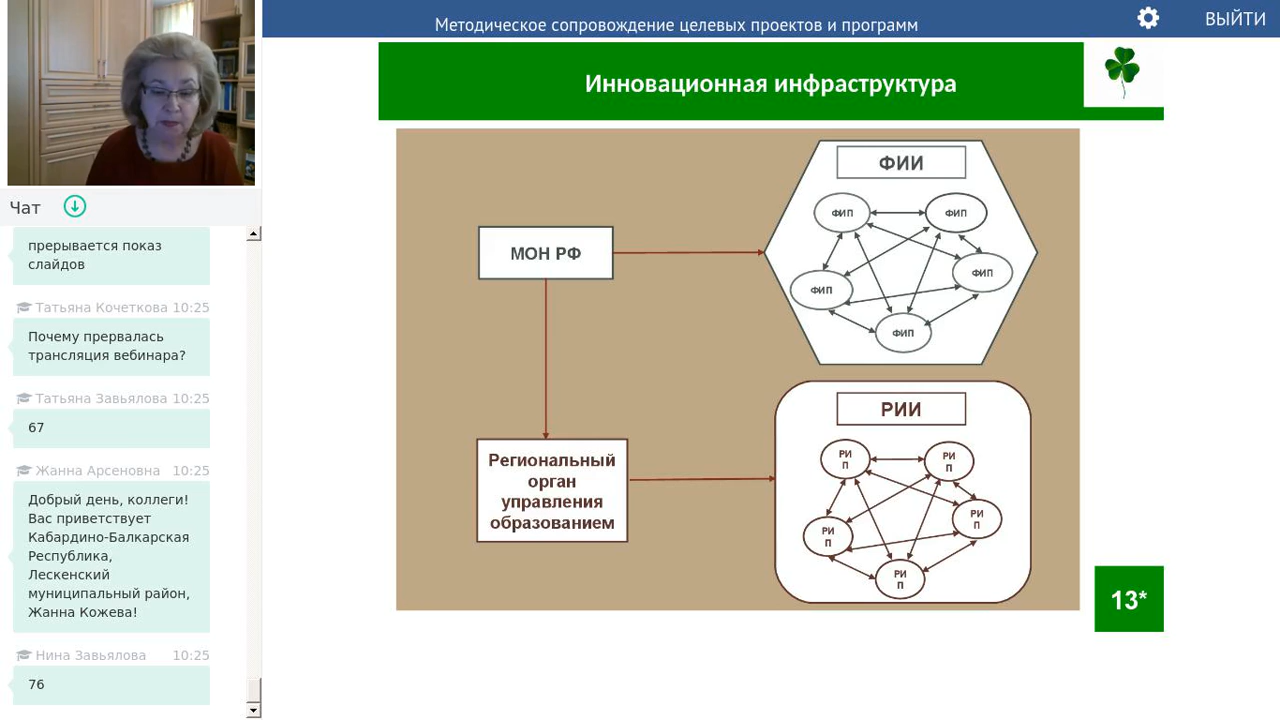 Методическое сопровождение целевых проектов и программ
ВЫЙТИ
Чат
прерывается показ
слайдов
Татьяна Кочеткова 10:25
Почему прервалась
трансляция вебинара?
Татьяна Завьялова 10:25
67
Жанна Арсеновна 10:25
Добрый день, коллеги!
Вас приветствует
Кабардино-Балкарская
Республика,
Лескенский
муниципальный район,
Жанна Кожева!
Нина Завьялова 10:25
76
Инновационная инфраструктура
ФИИ
ФИП
ФИП
МОН РФ
ФИП
ФИП
ФИП
РИИ
РИ
П
РИ
П
Региональный
орган
управления
образованием
РИ
П
РИ
П
РИ
П
13*